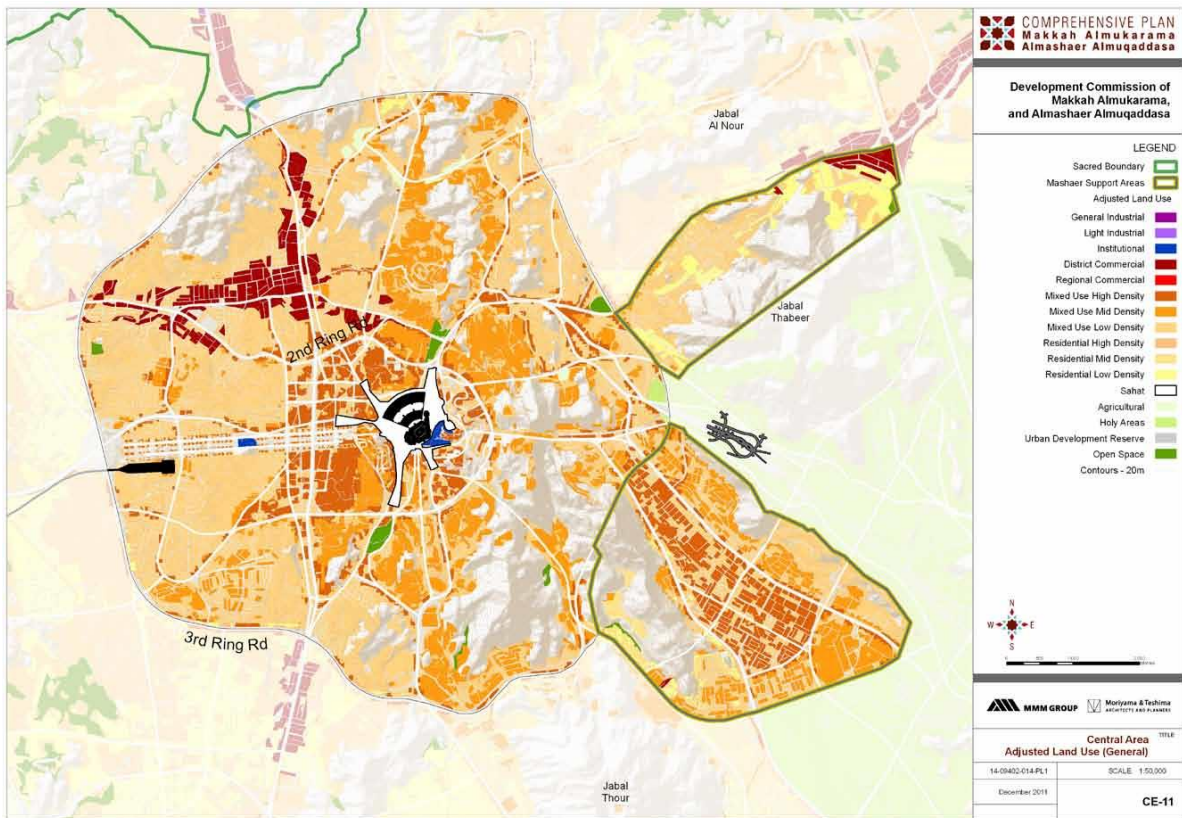 Jabal
Al Nour
Jabal
Thabeer
2nd Ring Rd
3rd Ring Rd
Jabal
Thour
COMPREHENSIVE PLAN
Makkah Almukarama
Almashaer Almuqaddasa
Development Commission of
Makkah Almukarama,
and Almashaer Almuqaddasa
LEGEND
Sacred Boundary
Mashaer Support Areas
Adjusted Land Use
General Industrial
Light Industrial
Institutional
District Commercial
Regional Commercial
Mixed Use High Density
Mixed Use Mid Density
Mixed Use Low Density
Residential High Density
Residential Mid Density
Residential Low Density
Sahat
Agricultural
Holy Areas
Urban Development Reserve
Open Space
Contours - 20m
N
W E
S
MMM GROUP
Moriyama & Teshima
ARCHITECTS AND PLANNERS
TITLE
Central Area
Adjusted Land Use (General)
14-09402-014-PL1
SCALE 1:50,000
December 2011
CE-11